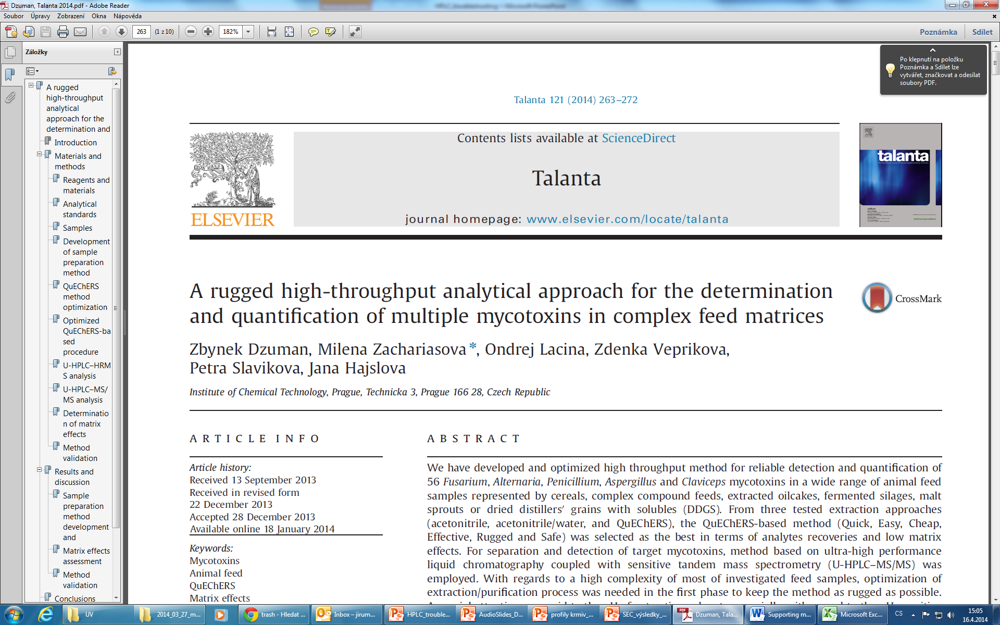 Dzuman, Talanta 2014.pdf - Adobe Reader
Soubor Úpravy Zobrazení Okna Nápověda
263 (1 z 10) 182% Poznámka Sdílet
Záložky
A rugged
high-throughput
analytical
approach for the
determination and
Introduction
Materials and
methods
Reagents and
materials
Analytical
standards
Samples
Development
of sample
preparation
method
QuEChERS
method
optimization
Optimized
QuEChERS-ba
sed
procedure
U-HPLC–HRM
S analysis
U-HPLC–MS/
MS analysis
Determinatio
n of matrix
effects
Method
validation
Results and
discussion
Sample
preparation
method
development
and
Matrix effects
assessment
Method
validation
Conclusions
Po klepnutí na položku
Poznámka a Sdílet lze
vytvářet, značkovat a odesílat
soubory PDF.
Talanta 121 (2014) 263–272
NON SOLUS
ELSEVIER
Contents lists available at ScienceDirect
Talanta
journal homepage: www.elsevier.com/locate/talanta
talanta
A rugged high-throughput analytical approach for the determination
and quantification of multiple mycotoxins in complex feed matrices
CrossMark
Zbynek Dzuman, Milena Zachariasova*, Ondrej Lacina, Zdenka Veprikova,
Petra Slavikova, Jana Hajslova
Institute of Chemical Technology, Prague, Technicka 3, Prague 166 28, Czech Republic
ARTICLE INFO
Article history:
Received 13 September 2013
Received in revised form
22 December 2013
Accepted 28 December 2013
Available online 18 January 2014
Keywords:
Mycotoxins
Animal feed
QuEChERS
Matrix effects
ABSTRACT
We have developed and optimized high throughput method for reliable detection and quantification of
56 Fusarium, Alternaria, Penicillium, Aspergillus and Claviceps mycotoxins in a wide range of animal feed
samples represented by cereals, complex compound feeds, extracted oilcakes, fermented silages, malt
sprouts or dried distillers' grains with solubles (DDGS). From three tested extraction approaches
(acetonitrile, acetonitrile/water, and QuEChERS), the QuEChERS-based method (Quick, Easy, Cheap,
Effective, Rugged and Safe) was selected as the best in terms of analytes recoveries and low matrix
effects. For separation and detection of target mycotoxins, method based on ultra-high performance
liquid chromatography coupled with sensitive tandem mass spectrometry (U-HPLC–MS/MS) was
employed. With regards to a high complexity of most of investigated feed samples, optimization of
extraction/purification process was needed in the first phase to keep the method as rugged as possible.
UV
2014_03_27_m...
trash - Hledat ...
Inbox – jirum...
HPLC_trouble...
AudioSlides_D...
profily krmiv_...
SEC_výsledky_...
Dzuman, Tala...
Supporting m...
Microsoft Exc...
CS
15:05
16.4.2014